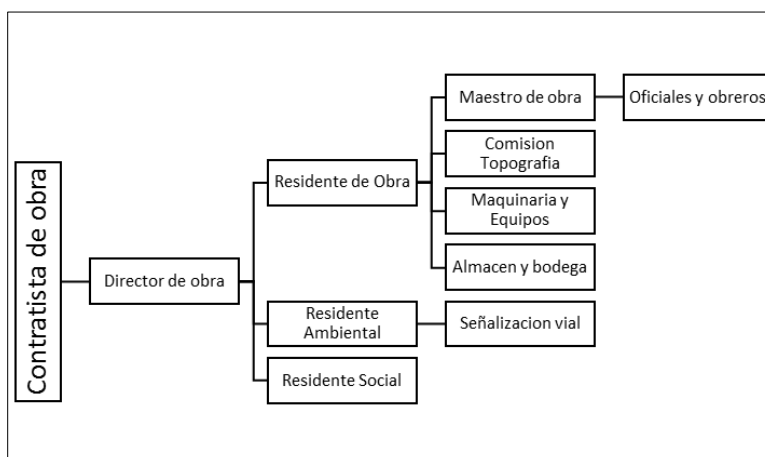 Contratista de obra
Director de obra
Residente de Obra
Maestro de obra
Oficiales y obreros
Comision
Topografia
Maquinaria y
Equipos
Almacen y bodega
Residente
Ambiental
Señalizacion vial
Residente Social